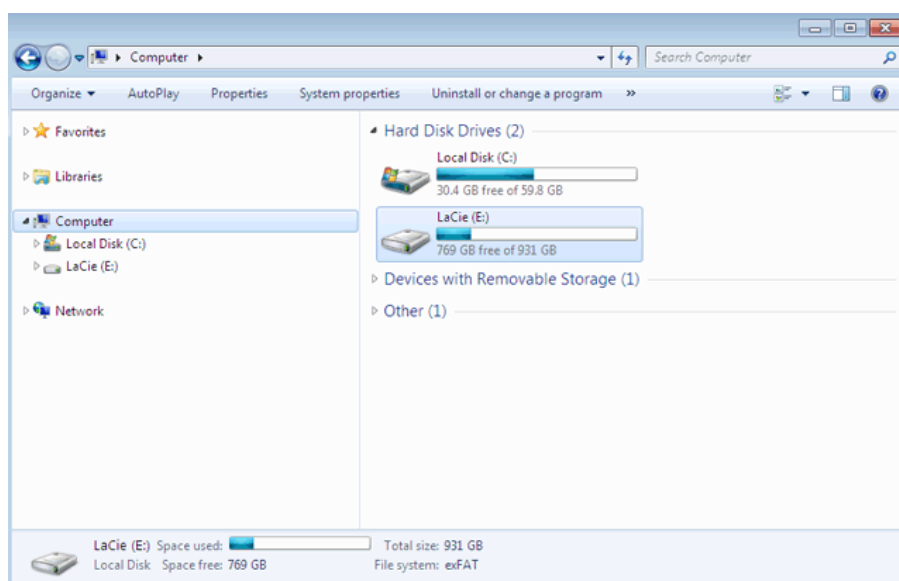 Computer
Search Computer
Organize AutoPlay Properties System properties Uninstall or change a program »
Favorites
Libraries
Computer
Local Disk (C:)
LaCie (E:)
Network
Hard Disk Drives (2)
Local Disk (C:)
30.4 GB free of 59.8 GB
LaCie (E:)
769 GB free of 931 GB
Devices with Removable Storage (1)
Other (1)
LaCie (E:) Space used: Total size: 931 GB
Local Disk Space free: 769 GB File system: exFAT